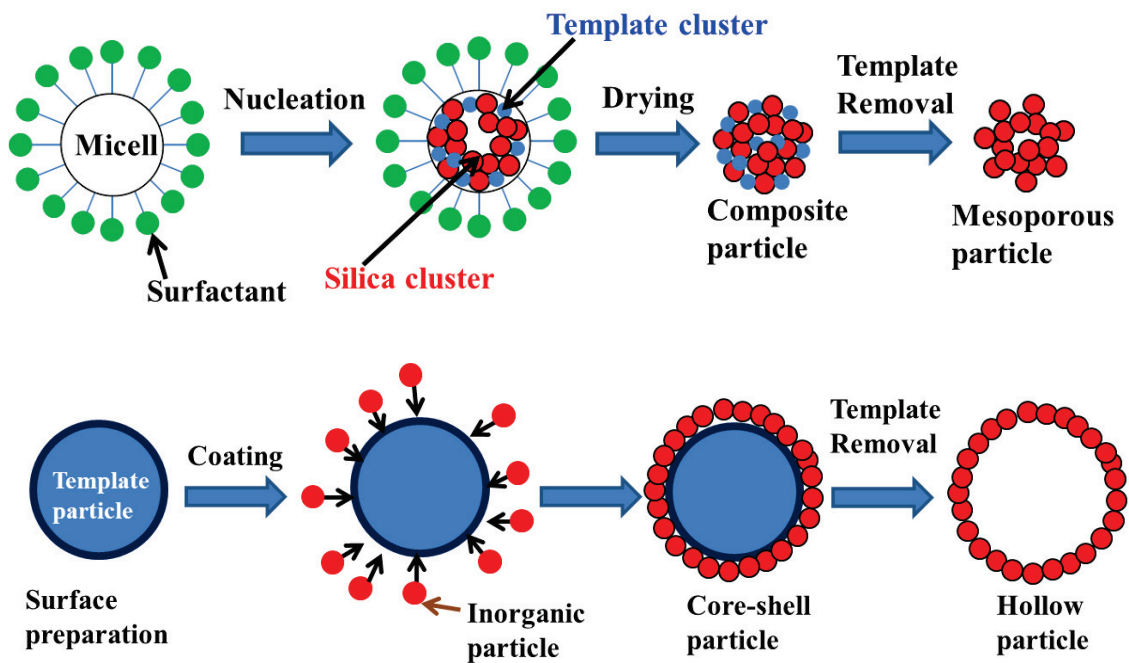 Template cluster
Nucleation
Drying
Template
Removal
Micell
Composite
particle
Mesoporous
particle
Surfactant
Silica cluster
Template
particle
Coating
Template
Removal
Surface
preparation
Inorganic
particle
Core-shell
particle
Hollow
particle